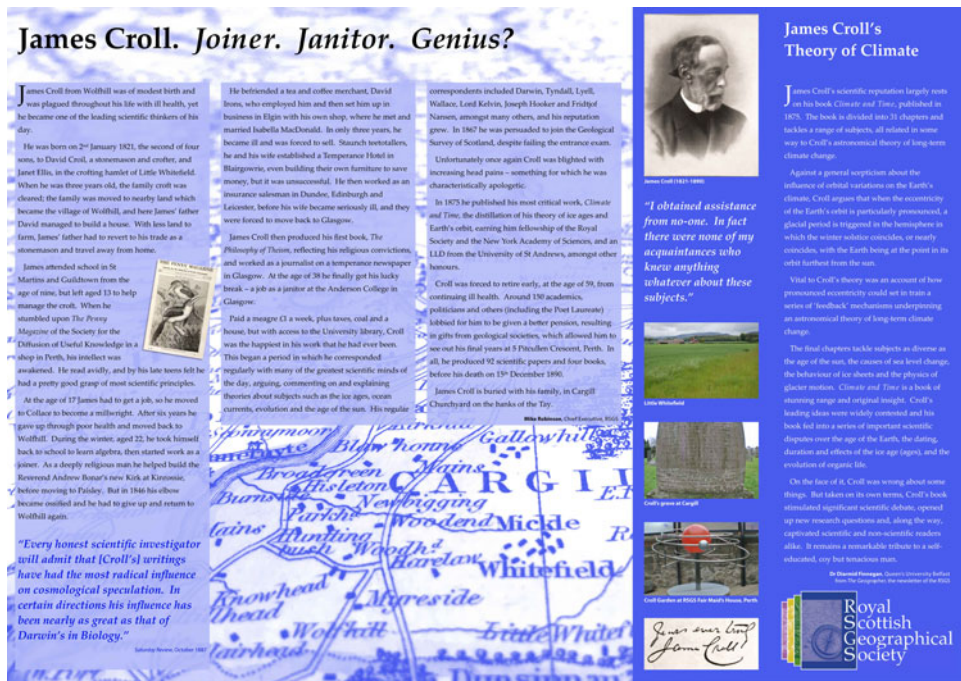 James Croll. Joiner. Janitor. Genius?
James Croll from Wolfhill was of modest birth and
was plagued throughout his life with ill health, yet
he became one of the leading scientific thinkers of his
day.
He was born on 2nd January 1821, the second of four
sons, to David Croil, a stonemason and crofter, and
Janet Ellis, in the crofting hamlet of Little Whitefield.
When he was three years old, the family croft was
cleared; the family was moved to nearby land which
became the village of Wolfhill, and here James' father
David managed to build a house. With less land to
farm, James' father had to revert to his trade as a
stonemason and travel away from home.
James attended school in St
Martins and Guildtown from the
age of nine, but left aged 13 to help
manage the croft. When he
stumbled upon The Penny
Magazine of the Society for the
Diffusion of Useful Knowledge in a
shop in Perth, his intellect was
awakened. He read avidly, and by his late teens felt he
had a pretty good grasp of most scientific principles.
At the age of 17 James had to get a job, so he moved
to Collace to become a millwright. After six years he
gave up through poor health and moved back to
Wolfhill. During the winter, aged 22, he took himself
back to school to learn algebra, then started work as a
joiner. As a deeply religious man he helped build the
Reverend Andrew Bonar's new Kirk at Kinrossie,
before moving to Paisley. But in 1846 his elbow
became ossified and he had to give up and return to
Wolfhill again.
"Every honest scientific investigator
will admit that [Croll's] writings
have had the most radical influence
on cosmological speculation. In
certain directions his influence has
been nearly as great as that of
Darwin's in Biology."
Saturday Review, October 1887
He befriended a tea and coffee merchant, David
Irons, who employed him and then set him up in
business in Elgin with his own shop, where he met and
married Isabella MacDonald. In only three years, he
became ill and was forced to sell. Staunch teetotallers,
he and his wife established a Temperance Hotel in
Blairgowrie, even building their own furniture to save
money, but it was unsuccessful. He then worked as an
insurance salesman in Dundee, Edinburgh and
Leicester, before his wife became seriously ill, and they
were forced to move back to Glasgow.
James Croll then produced his first book, The
Philosophy of Theism, reflecting his religious convictions,
and worked as a journalist on a temperance newspaper
in Glasgow. At the age of 38 he finally got his lucky
break – a job as a janitor at the Anderson College in
Glasgow.
Paid a meagre £1 a week, plus taxes, coal and a
house, but with access to the University library, Croll
was the happiest in his work that he had ever been.
This began a period in which he corresponded
regularly with many of the greatest scientific minds of
the day, arguing, commenting on and explaining
theories about subjects such as the ice ages, ocean
currents, evolution and the age of the sun. His regular
correspondents included Darwin, Tyndall, Lyell,
Wallace, Lord Kelvin, Joseph Hooker and Fridtjof
Nansen, amongst many others, and his reputation
grew. In 1867 he was persuaded to join the Geological
Survey of Scotland, despite failing the entrance exam.
Unfortunately once again Croll was blighted with
increasing head pains – something for which he was
characteristically apologetic.
In 1875 he published his most critical work, Climate
and Time, the distillation of his theory of ice ages and
Earth's orbit, earning him fellowship of the Royal
Society and the New York Academy of Sciences, and an
LLD from the University of St Andrews, amongst other
honours.
Croll was forced to retire early, at the age of 59, from
continuing ill health. Around 150 academics,
politicians and others (including the Poet Laureate)
lobbied for him to be given a better pension, resulting
in gifts from geological societies, which allowed him to
see out his final years at 5 Pitcullen Crescent, Perth. In
all, he produced 92 scientific papers and four books,
before his death on 15th December 1890.
James Croll is buried with his family, in Cargill
Churchyard on the banks of the Tay.
Mike Robinson, Chief Executive, RSGS
Gallowhill
Blawhome
Broadgreen
Mains
Hisleton
CARGILL
Newbigging
Woodend
Mickle
Whitefield
Woodhd
Harelaw
Knowhead
Myreside
Wolfhill
James Croll (1821-1890)
"I obtained assistance
from no-one. In fact
there were none of my
acquaintances who
knew anything
whatever about these
subjects."
Little Whitefield
Croll's grave at Cargill
Croll Garden at RSGS Fair Maid's House, Perth
Yours ever truly
James Croll
James Croll's
Theory of Climate
James Croll's scientific reputation largely rests
on his book Climate and Time, published in
1875. The book is divided into 31 chapters and
tackles a range of subjects, all related in some
way to Croll's astronomical theory of long-term
climate change.
Against a general scepticism about the
influence of orbital variations on the Earth's
climate, Croll argues that when the eccentricity
of the Earth's orbit is particularly pronounced, a
glacial period is triggered in the hemisphere in
which the winter solstice coincides, or nearly
coincides, with the Earth being at the point in its
orbit furthest from the sun.
Vital to Croll's theory was an account of how
pronounced eccentricity could set in train a
series of 'feedback' mechanisms underpinning
an astronomical theory of long-term climate
change.
The final chapters tackle subjects as diverse as
the age of the sun, the causes of sea level change,
the behaviour of ice sheets and the physics of
glacier motion. Climate and Time is a book of
stunning range and original insight. Croll's
leading ideas were widely contested and his
book fed into a series of important scientific
disputes over the age of the Earth, the dating,
duration and effects of the ice age (ages), and the
evolution of organic life.
On the face of it, Croll was wrong about some
things. But taken on its own terms, Croll's book
stimulated significant scientific debate, opened
up new research questions and, along the way,
captivated scientific and non-scientific readers
alike. It remains a remarkable tribute to a self-
educated, coy but tenacious man.
Dr Diarmid Finnegan, Queen's University Belfast
from The Geographer, the newsletter of the RSGS
Royal
Scottish
Geographical
Society